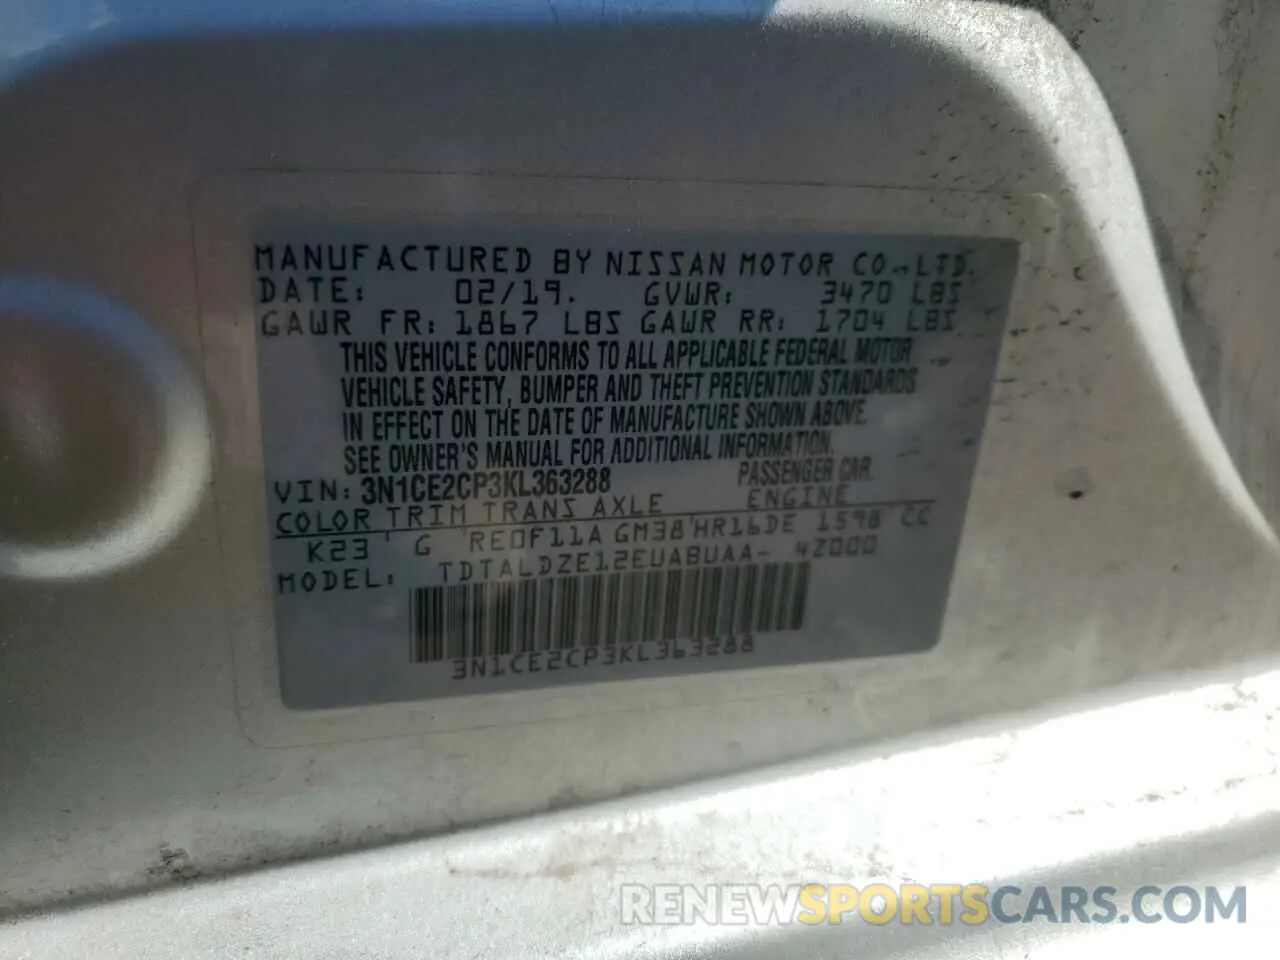 MANUFACTURED BY NISSAN MOTOR CO., LTD.
DATE: 02/19. GVWR: 3470 LBS
GAWR FR: 1867 LBS GAWR RR: 1704 LBS
THIS VEHICLE CONFORMS TO ALL APPLICABLE FEDERAL MOTOR
VEHICLE SAFETY, BUMPER AND THEFT PREVENTION STANDARDS
IN EFFECT ON THE DATE OF MANUFACTURE SHOWN ABOVE.
SEE OWNER'S MANUAL FOR ADDITIONAL INFORMATION.
VIN: 3N1CE2CP3KL363288 PASSENGER CAR.
COLOR TRIM TRANS AXLE ENGINE
K23 G RE0F11A GM38 HR16DE 1598 CC
MODEL: TDTALDZE12EUABUAA- 4Z000
3N1CE2CP3KL363288
RENEWSPORTSCARS.COM